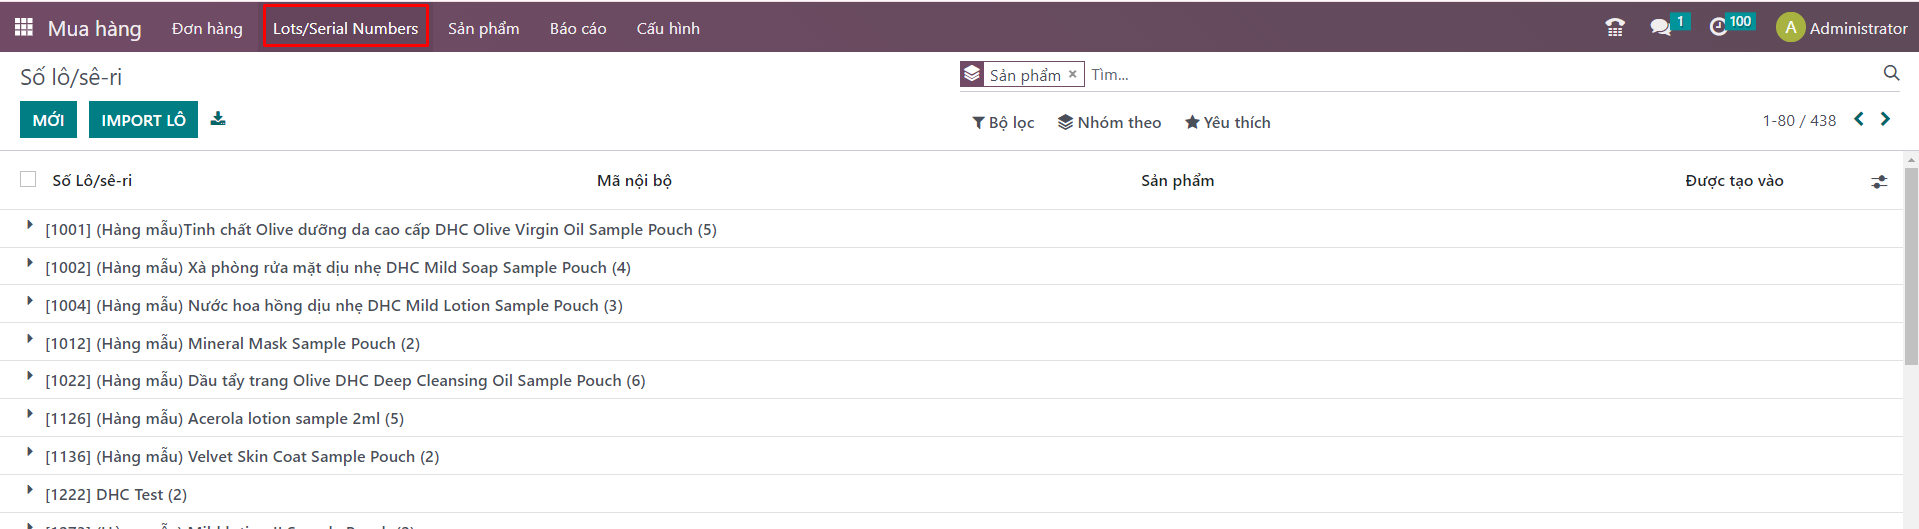 Mua hàng Đơn hàng Lots/Serial Numbers Sản phẩm Báo cáo Cấu hình 1 100 A Administrator
Số lô/sê-ri
Sản phẩm × Tìm...
MỚI IMPORT LÔ
Bộ lọc Nhóm theo Yêu thích 1-80 / 438
Số Lô/sê-ri Mã nội bộ Sản phẩm Được tạo vào
[1001] (Hàng mẫu)Tinh chất Olive dưỡng da cao cấp DHC Olive Virgin Oil Sample Pouch (5)
[1002] (Hàng mẫu) Xà phòng rửa mặt dịu nhẹ DHC Mild Soap Sample Pouch (4)
[1004] (Hàng mẫu) Nước hoa hồng dịu nhẹ DHC Mild Lotion Sample Pouch (3)
[1012] (Hàng mẫu) Mineral Mask Sample Pouch (2)
[1022] (Hàng mẫu) Dầu tẩy trang Olive DHC Deep Cleansing Oil Sample Pouch (6)
[1126] (Hàng mẫu) Acerola lotion sample 2ml (5)
[1136] (Hàng mẫu) Velvet Skin Coat Sample Pouch (2)
[1222] DHC Test (2)